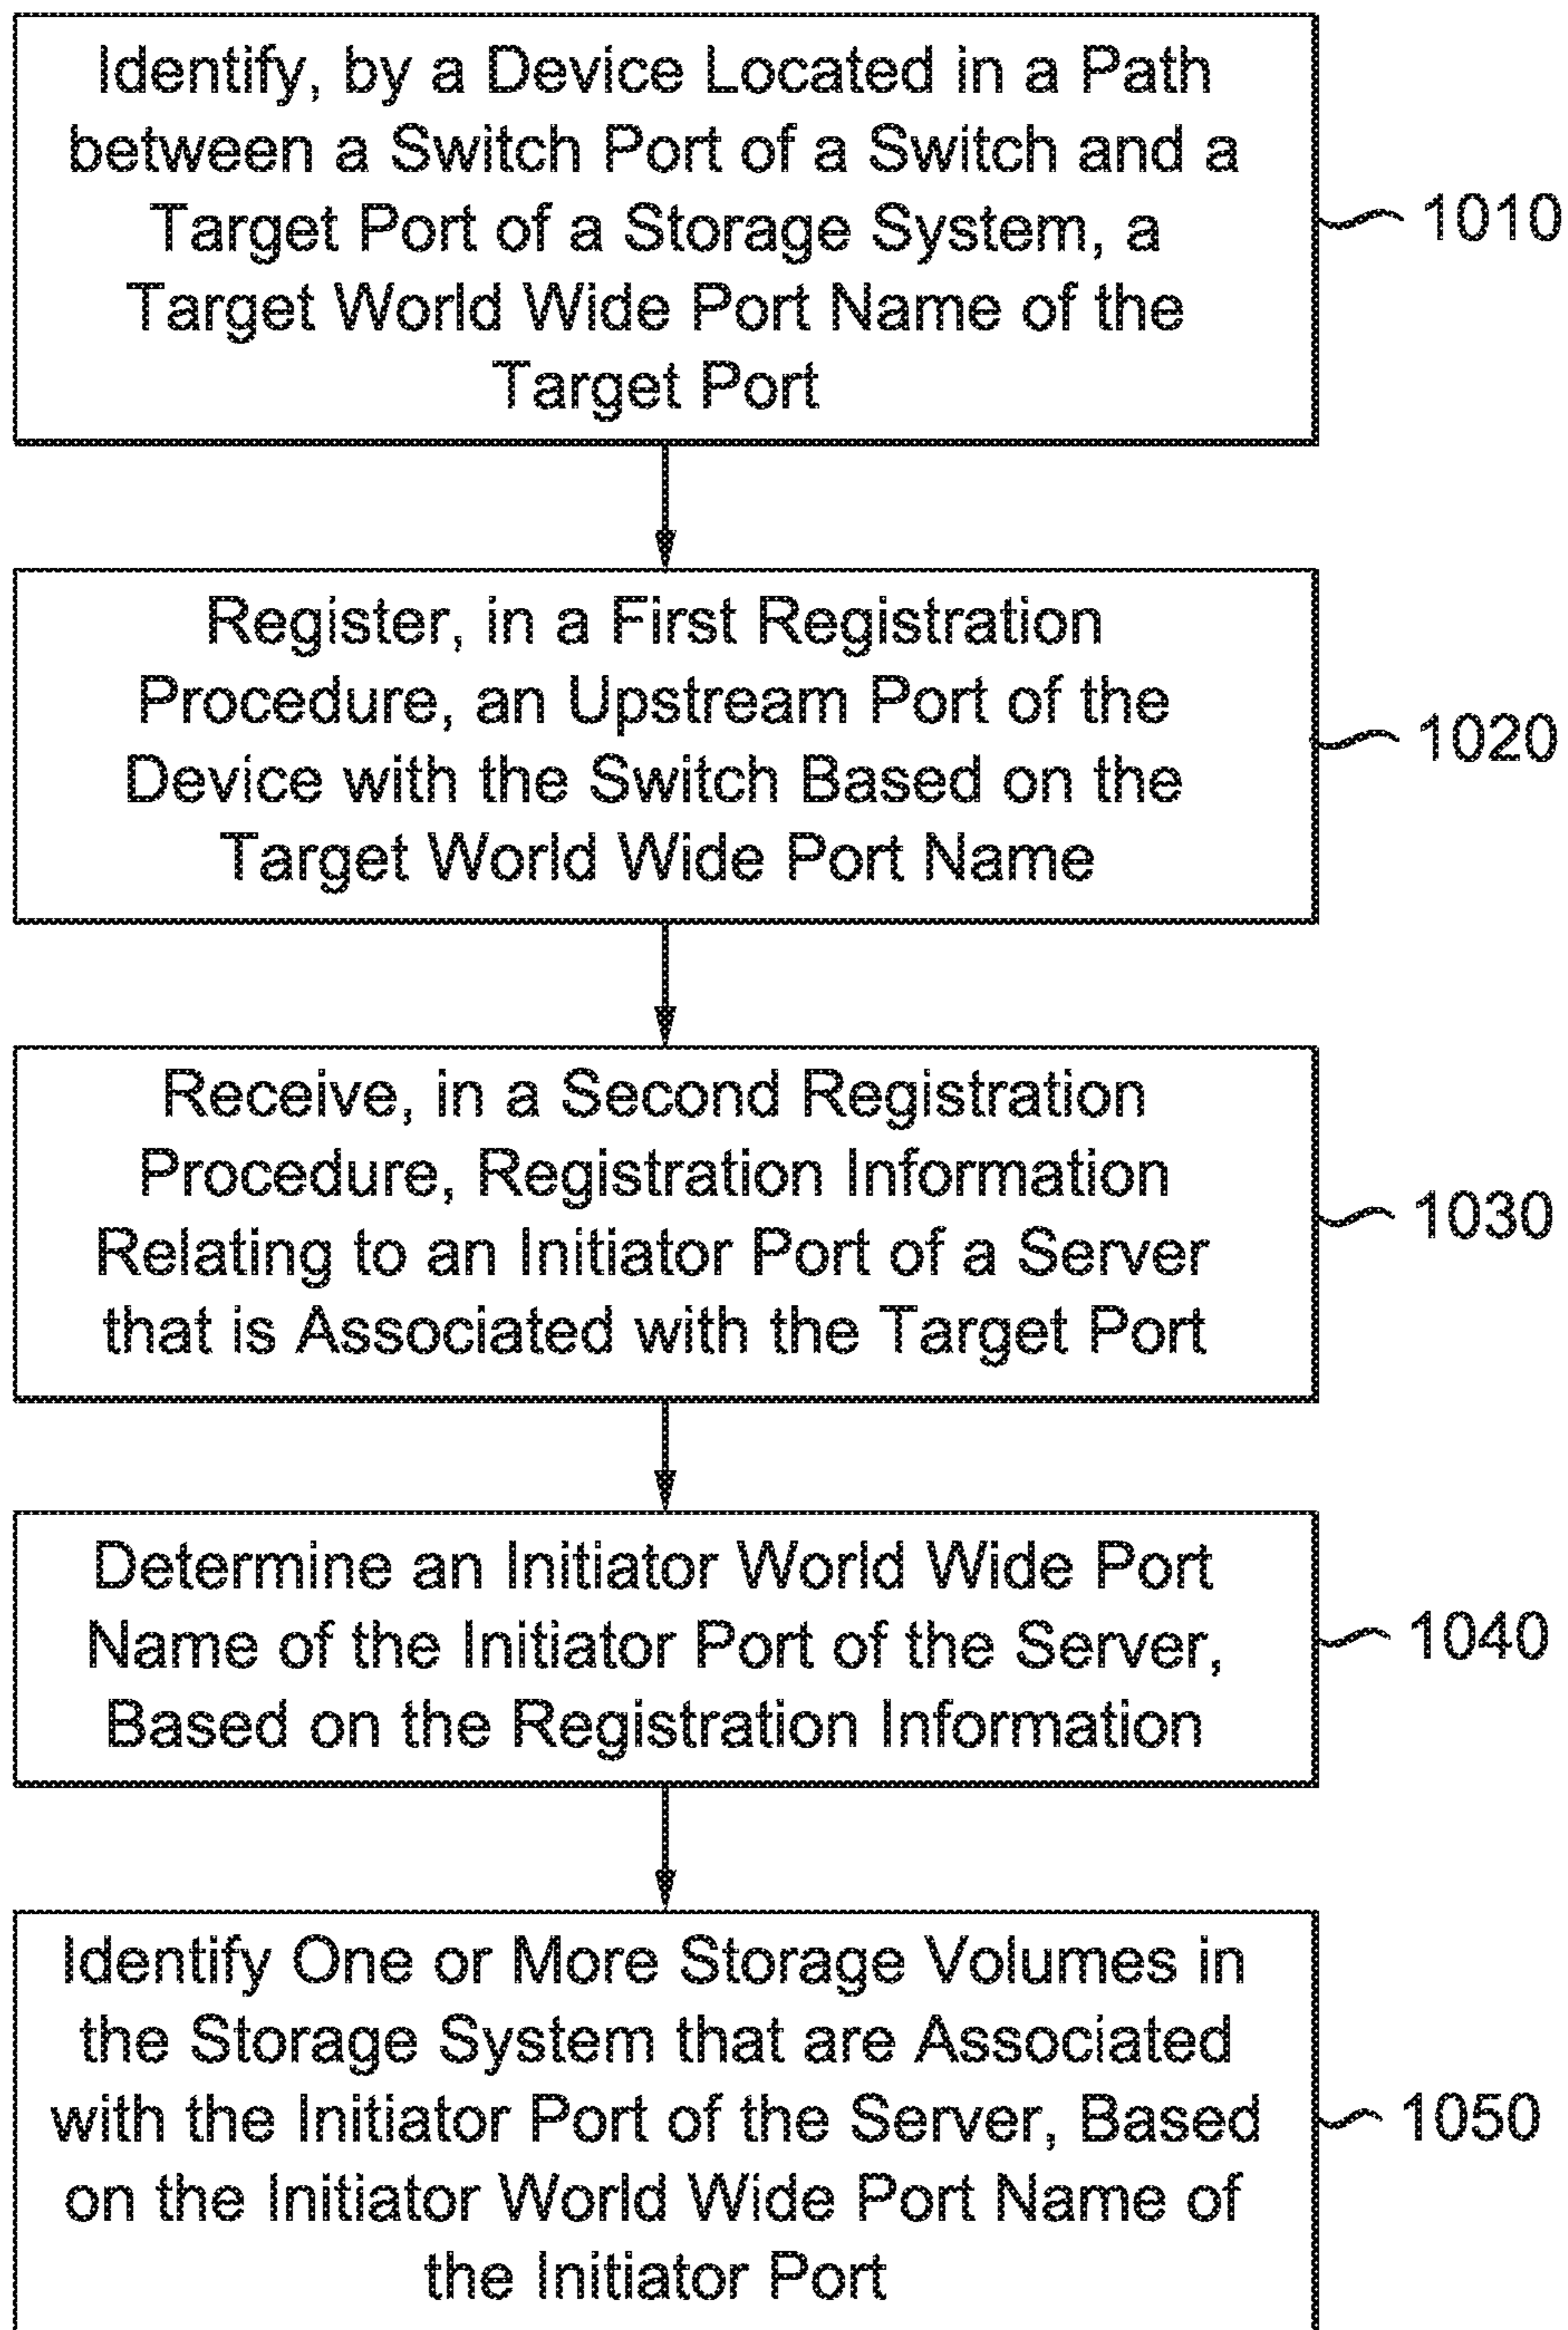 Identify, by a Device Located in a Path
between a Switch Port of a Switch and a
Target Port of a Storage System, a
Target World Wide Port Name of the
Target Port
1010
Register, in a First Registration
Procedure, an Upstream Port of the
Device with the Switch Based on the
Target World Wide Port Name
1020
Receive, in a Second Registration
Procedure, Registration Information
Relating to an Initiator Port of a Server
that is Associated with the Target Port
1030
Determine an Initiator World Wide Port
Name of the Initiator Port of the Server,
Based on the Registration Information
1040
Identify One or More Storage Volumes in
the Storage System that are Associated
with the Initiator Port of the Server, Based
on the Initiator World Wide Port Name of
the Initiator Port
1050